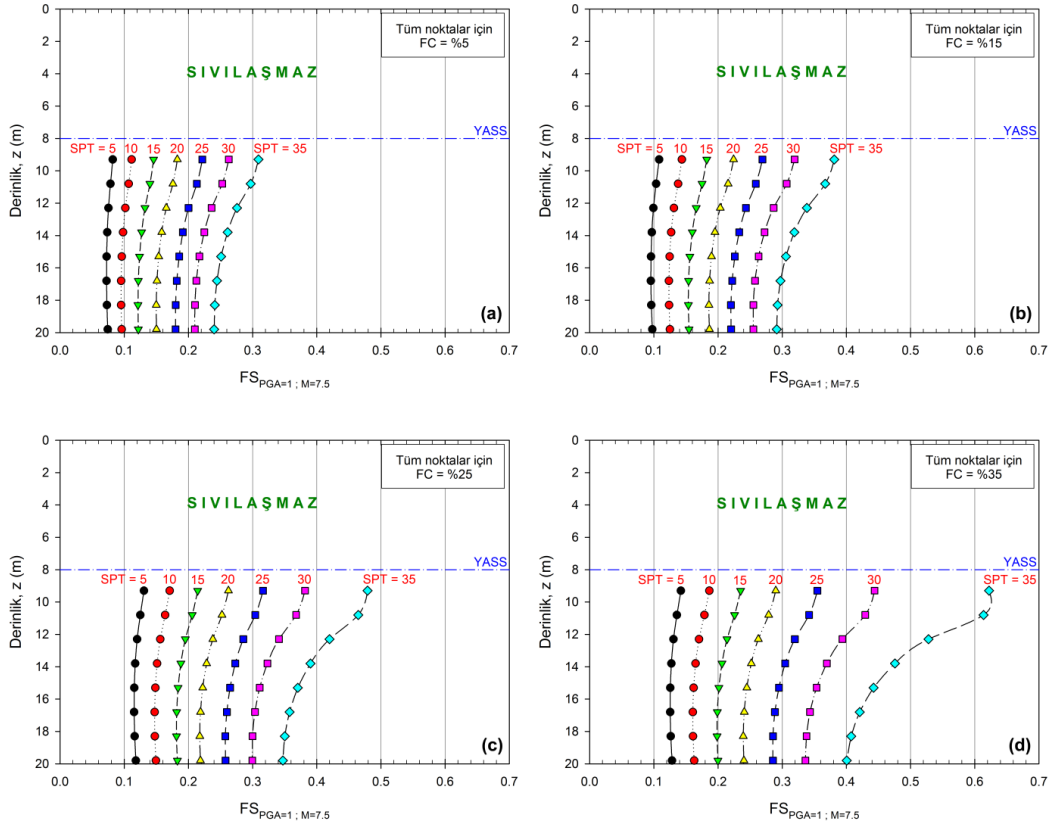 Tüm noktalar için
FC = %5
SIVILAŞMAZ
YASS
SPT = 5 10 15 20 25 30 SPT = 35
Derinlik, z (m)
0
2
4
6
8
10
12
14
16
18
20
(a)
0.0 0.1 0.2 0.3 0.4 0.5 0.6 0.7
FS PGA=1 ; M=7.5
Tüm noktalar için
FC = %15
SIVILAŞMAZ
YASS
SPT = 5 10 15 20 25 30 SPT = 35
Derinlik, z (m)
0
2
4
6
8
10
12
14
16
18
20
(b)
0.0 0.1 0.2 0.3 0.4 0.5 0.6 0.7
FS PGA=1 ; M=7.5
Tüm noktalar için
FC = %25
SIVILAŞMAZ
YASS
SPT = 5 10 15 20 25 30 SPT = 35
Derinlik, z (m)
0
2
4
6
8
10
12
14
16
18
20
(c)
0.0 0.1 0.2 0.3 0.4 0.5 0.6 0.7
FS PGA=1 ; M=7.5
Tüm noktalar için
FC = %35
SIVILAŞMAZ
YASS
SPT = 5 10 15 20 25 30 SPT = 35
Derinlik, z (m)
0
2
4
6
8
10
12
14
16
18
20
(d)
0.0 0.1 0.2 0.3 0.4 0.5 0.6 0.7
FS PGA=1 ; M=7.5